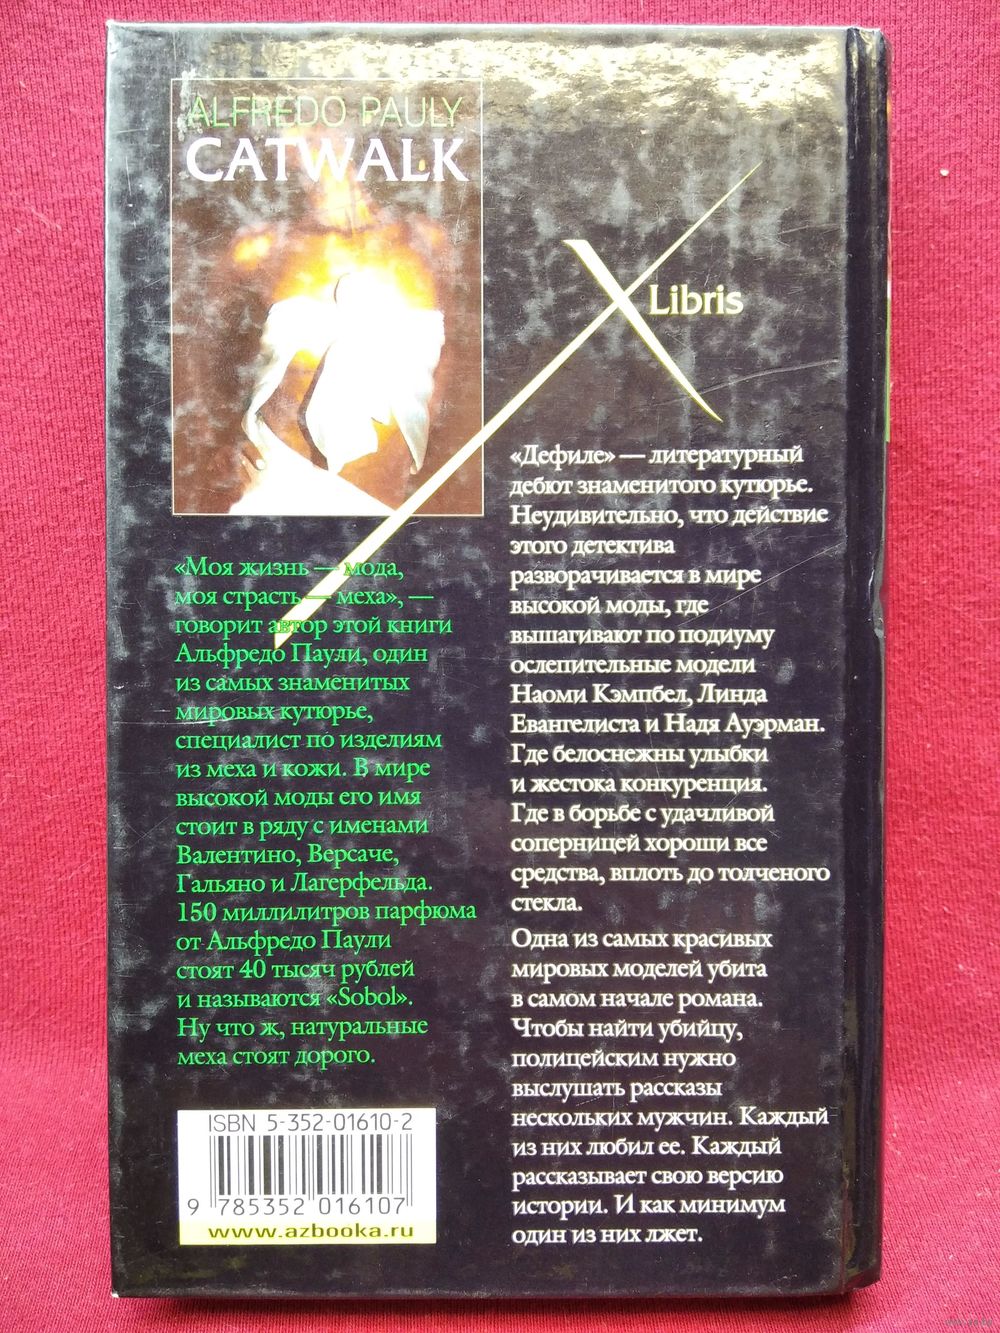 ALFREDO PAULY
CATWALK
X
Libris
«Моя жизнь — мода,
моя страсть — меха», —
говорит автор этой книги
Альфредо Паули, один
из самых знаменитых
мировых кутюрье,
специалист по изделиям
из меха и кожи. В мире
высокой моды его имя
стоит в ряду с именами
Валентино, Версаче,
Гальяно и Лагерфельда.
150 миллилитров парфюма
от Альфредо Паули
стоят 40 тысяч рублей
и называются «Sobol».
Ну что ж, натуральные
меха стоят дорого.
«Дефиле» — литературный
дебют знаменитого кутюрье.
Неудивительно, что действие
этого детектива
разворачивается в мире
высокой моды, где
вышагивают по подиуму
ослепительные модели
Наоми Кэмпбел, Линда
Евангелиста и Надя Ауэрман.
Где белоснежны улыбки
и жестока конкуренция.
Где в борьбе с удачливой
соперницей хороши все
средства, вплоть до толченого
стекла.
Одна из самых красивых
мировых моделей убита
в самом начале романа.
Чтобы найти убийцу,
полицейским нужно
выслушать рассказы
нескольких мужчин. Каждый
из них любил ее. Каждый
рассказывает свою версию
истории. И как минимум
один из них лжет.
ISBN 5-352-01610-2
9 785352 016107
www.azbooka.ru